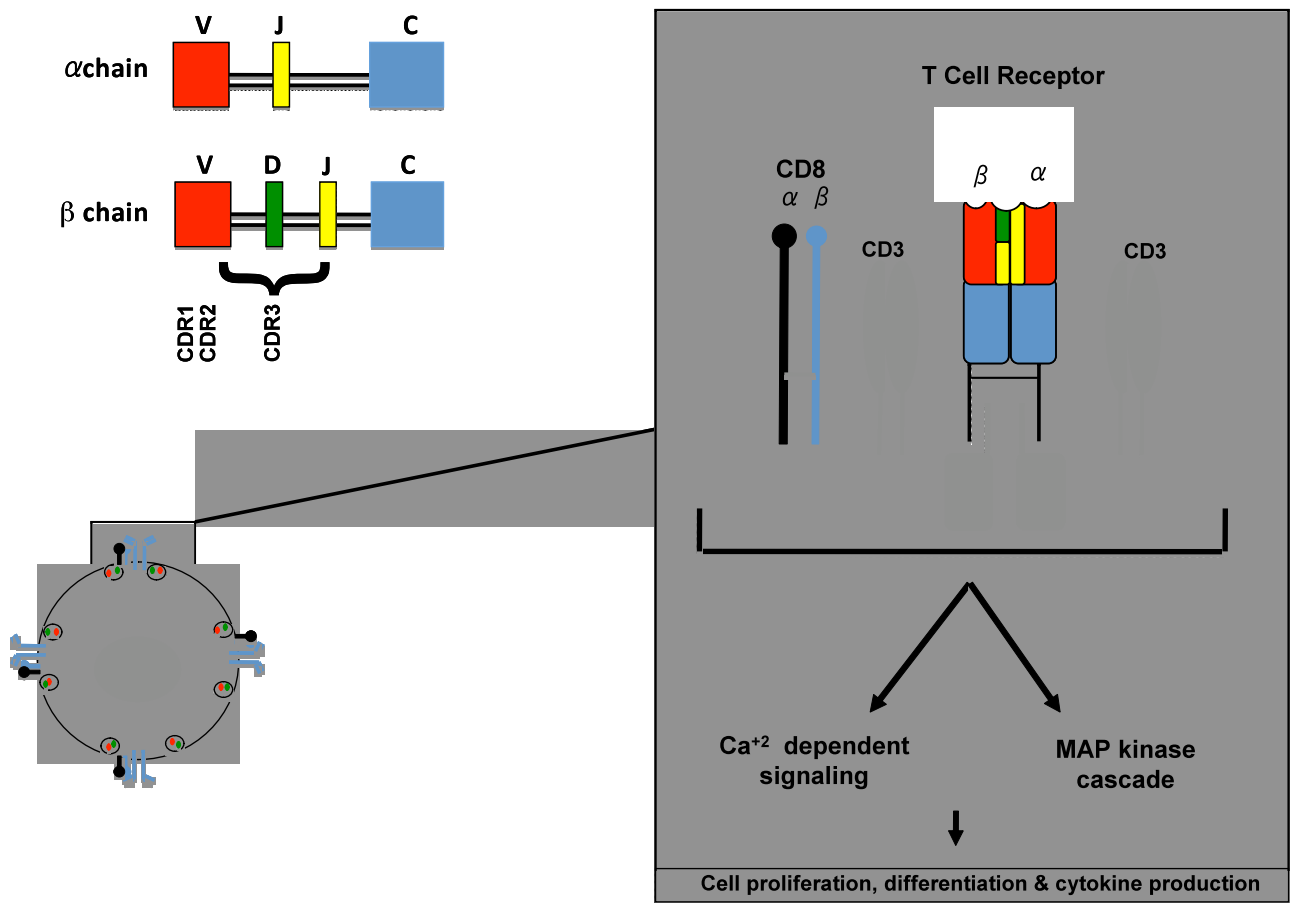 V J C
αchain
V D J C
β chain
CDR1
CDR2
CDR3
T Cell Receptor
β α
CD8
α β
CD3
CD3
Ca+2 dependent
signaling
MAP kinase
cascade
Cell proliferation, differentiation & cytokine production